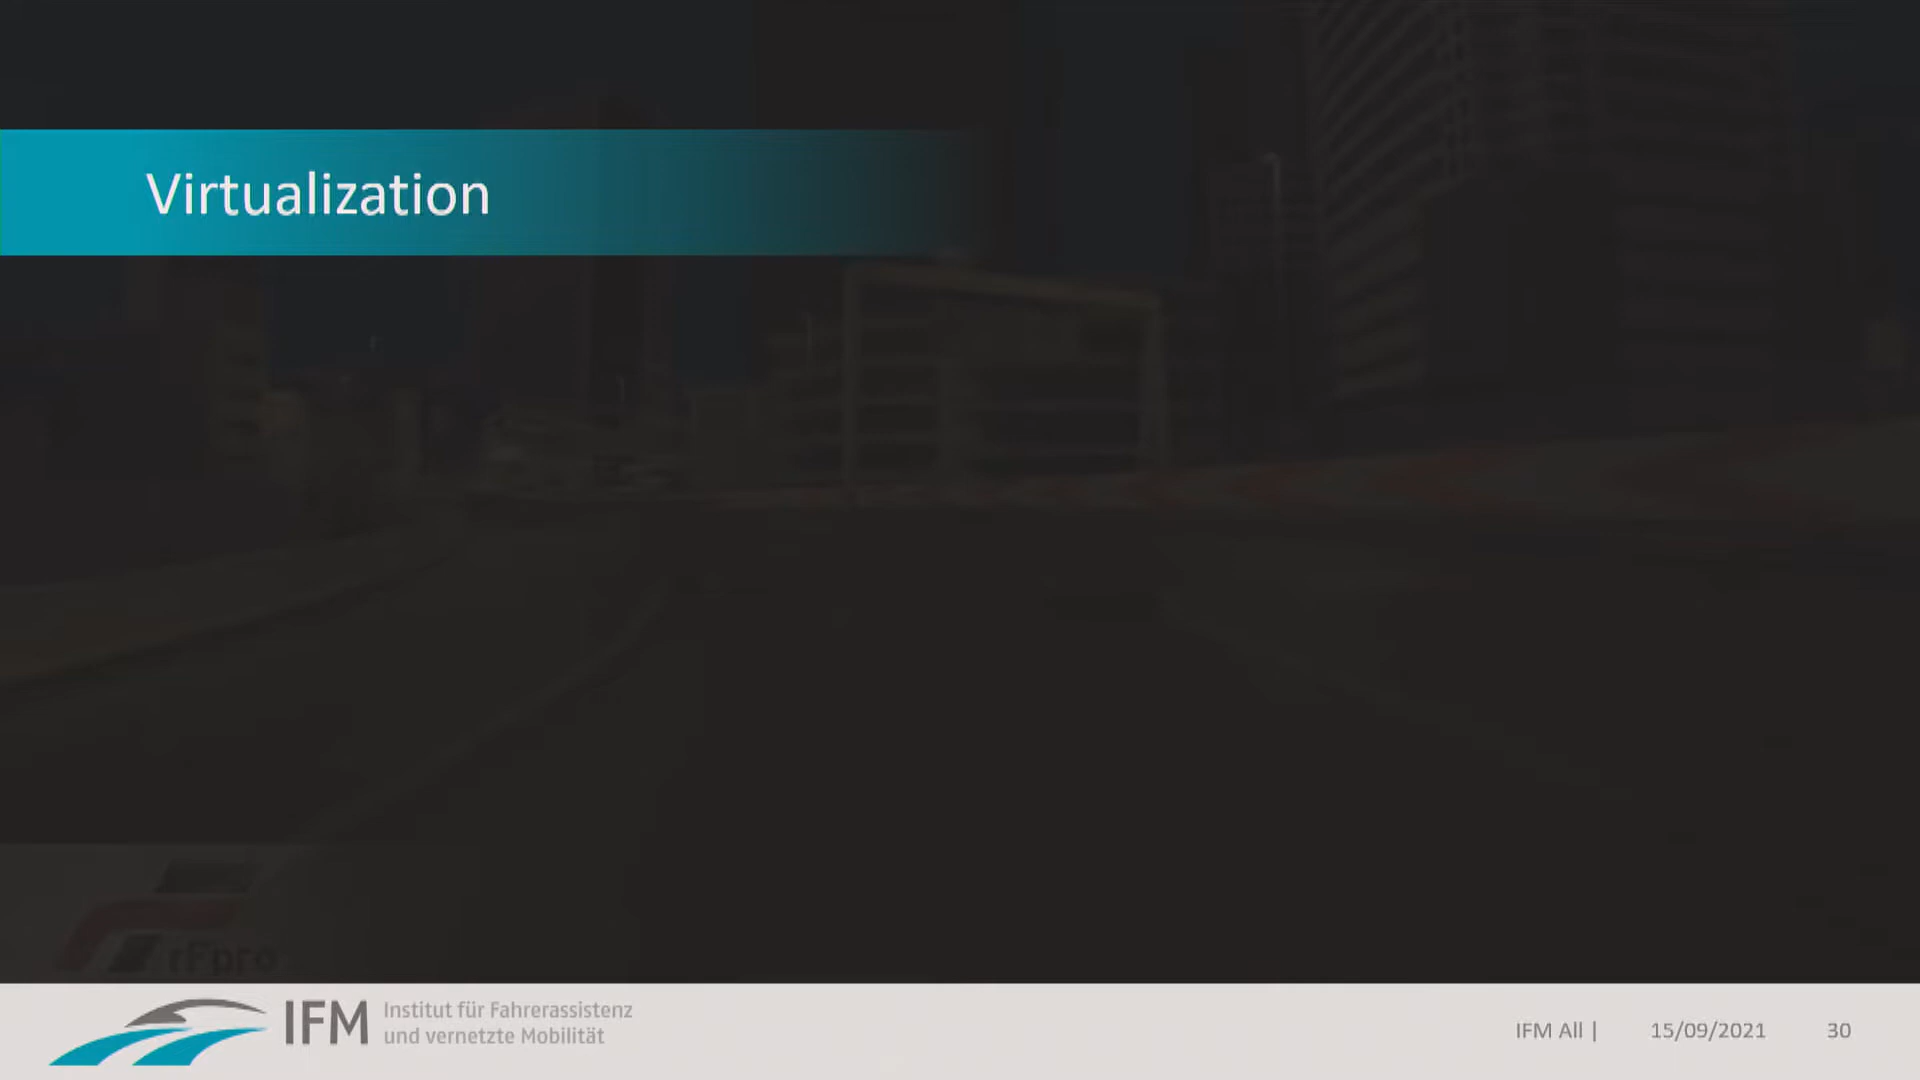 Virtualization
rFpro
IFM
Institut für Fahrerassistenz
und vernetzte Mobilität
IFM All |
15/09/2021
30